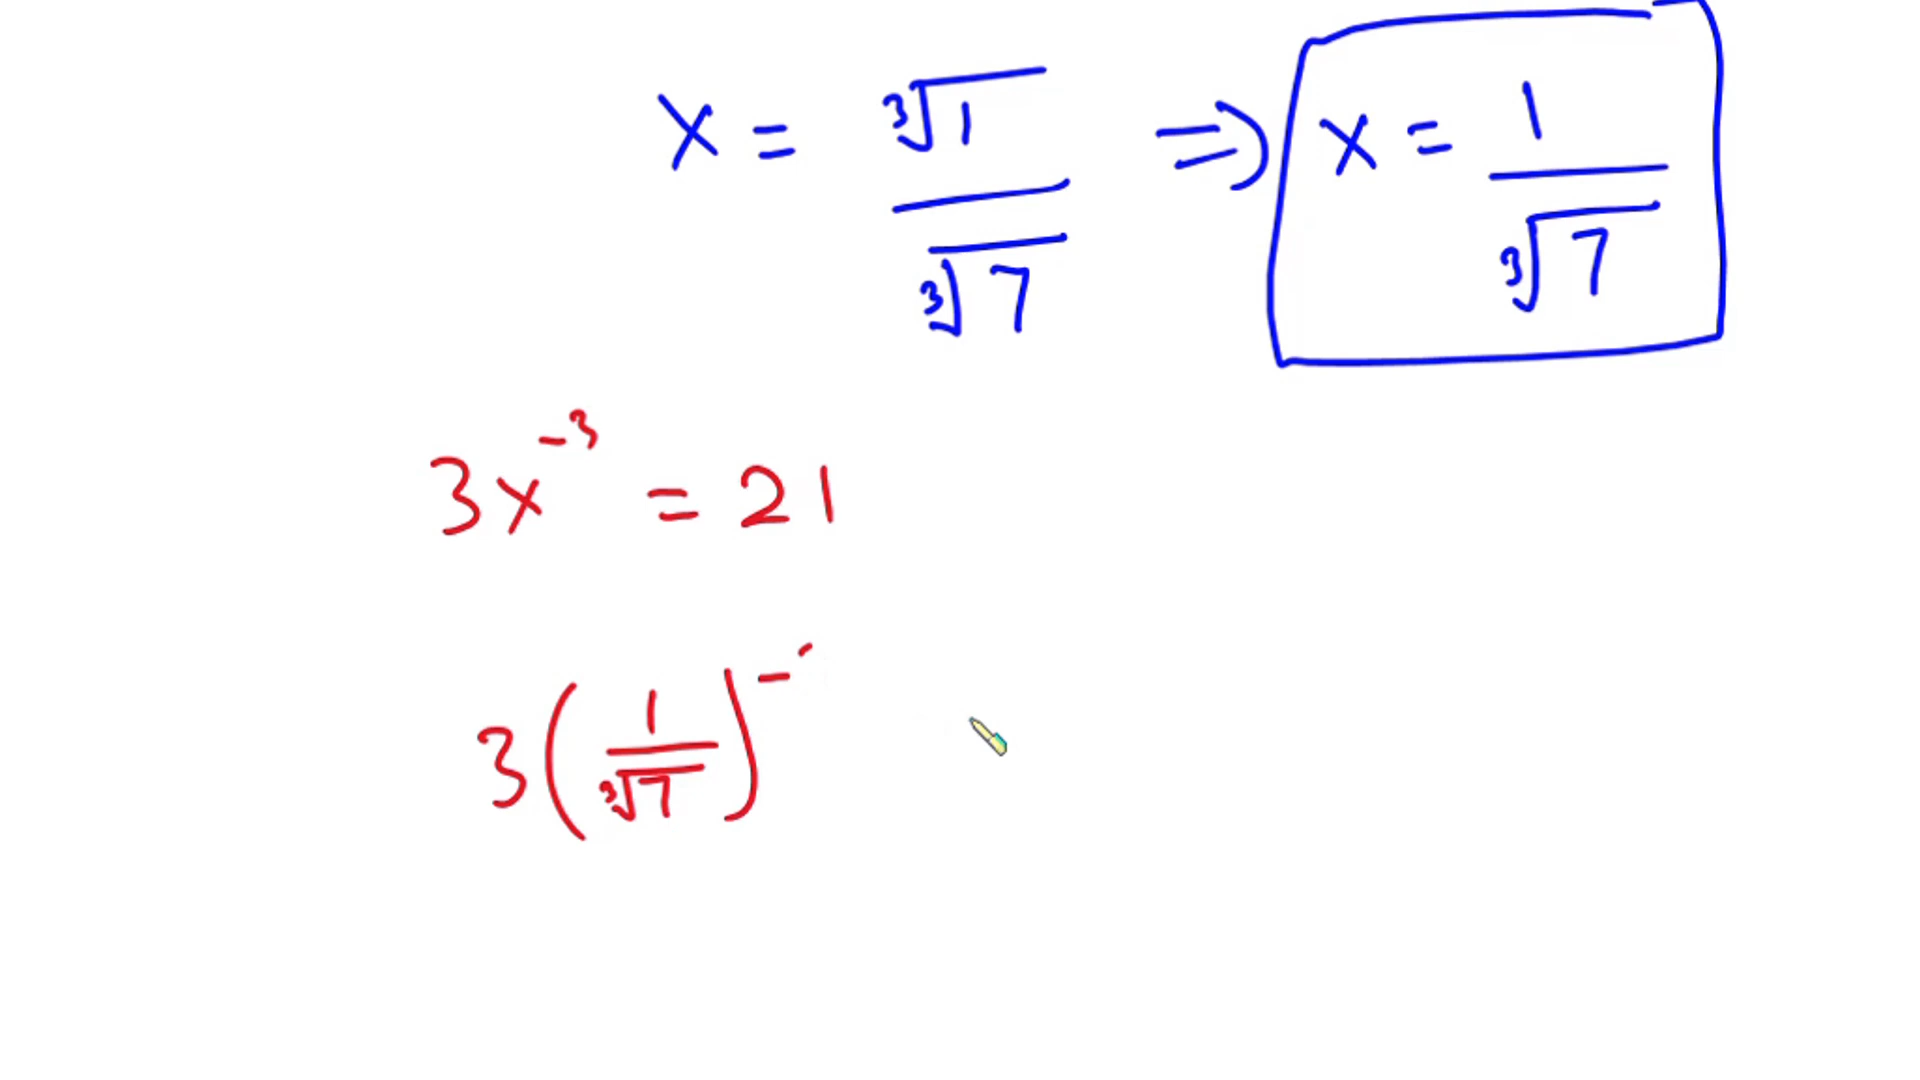 x = ∛1 / ∛7 ⇒ x = 1 / ∛7
3x⁻³ = 21
3(1 / ∛7)⁻